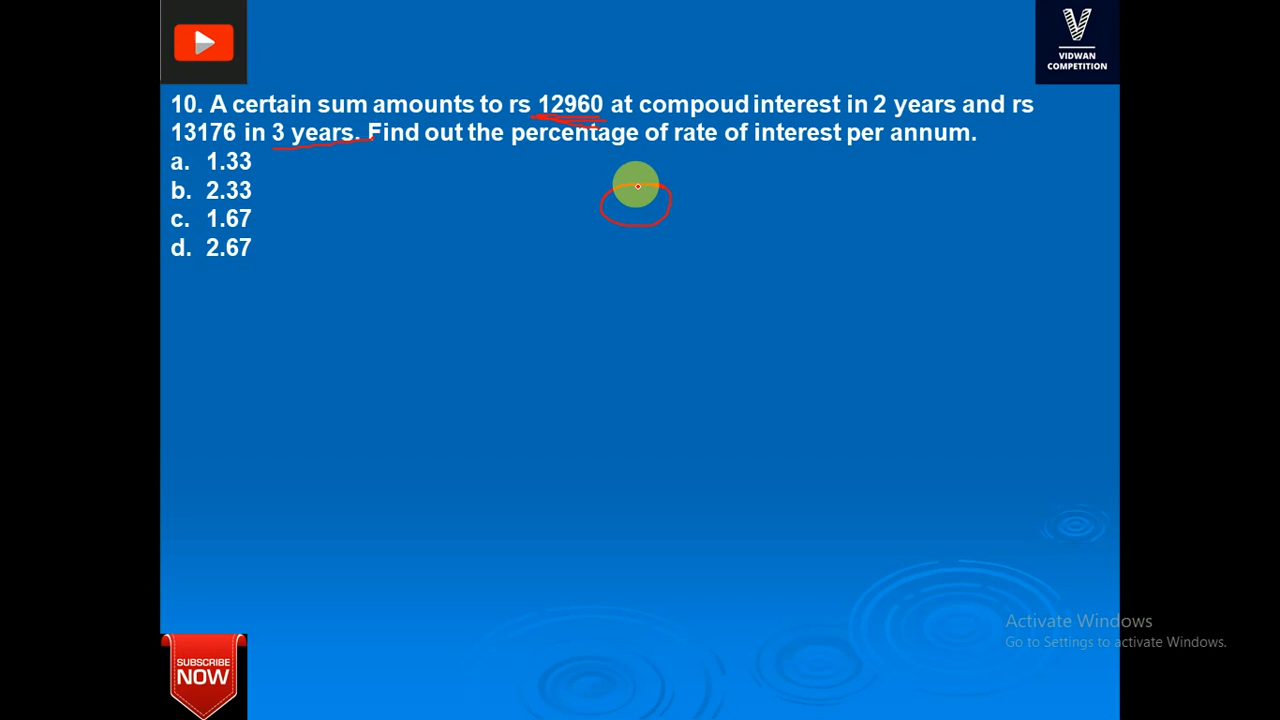 VIDWAN
COMPETITION
10. A certain sum amounts to rs 12960 at compoud interest in 2 years and rs
13176 in 3 years. Find out the percentage of rate of interest per annum.
a. 1.33
b. 2.33
c. 1.67
d. 2.67
Activate Windows
Go to Settings to activate Windows.
SUBSCRIBE
NOW